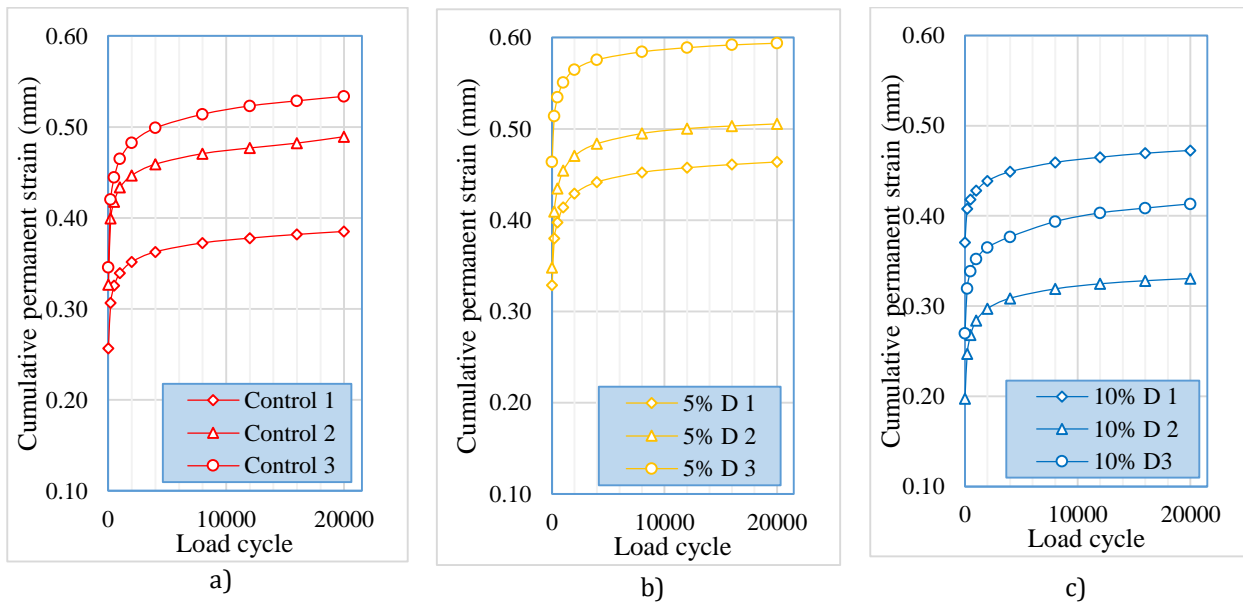 0.60
0.50
0.40
0.30
0.20
0.10
0
10000
20000
Cumulative permanent strain (mm)
Load cycle
Control 1
Control 2
Control 3
a)
0.60
0.50
0.40
0.30
0.20
0.10
0
10000
20000
Cumulative permanent strain (mm)
Load cycle
5% D 1
5% D 2
5% D 3
b)
0.60
0.50
0.40
0.30
0.20
0.10
0
10000
20000
Cumulative permanent strain (mm)
Load cycle
10% D 1
10% D 2
10% D3
c)